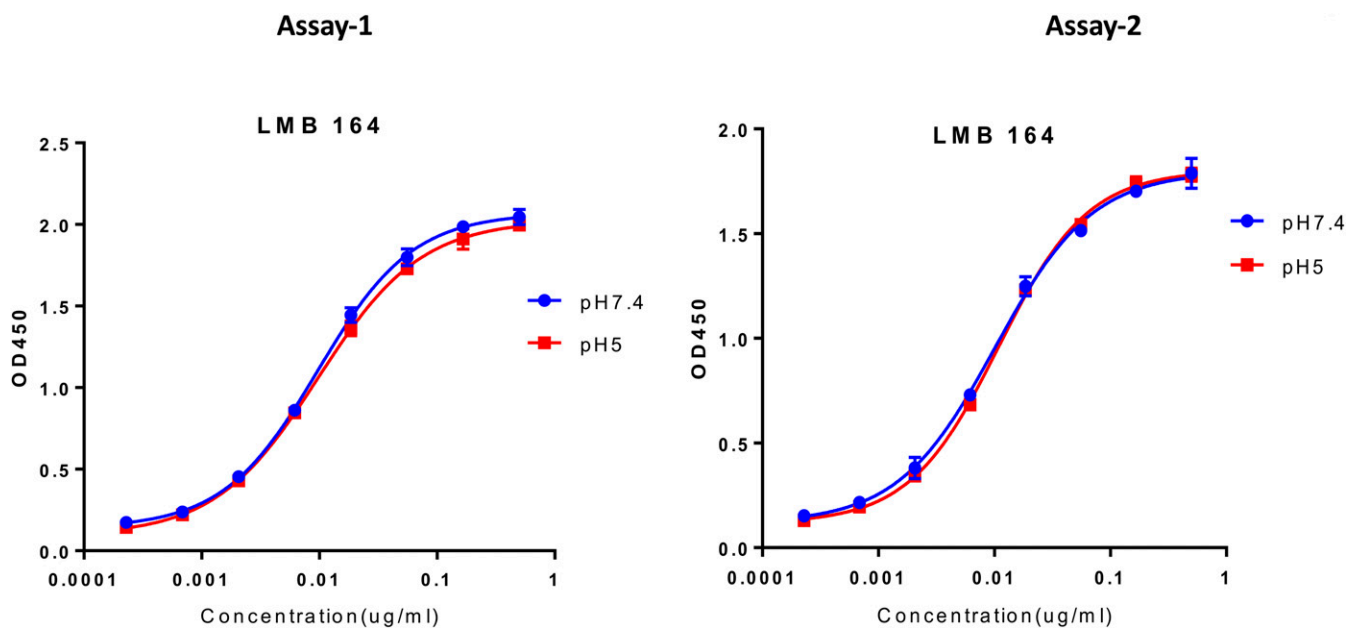 Assay-1
LMB 164
2.5
2.0
1.5
1.0
0.5
0.0
OD450
0.0001 0.001 0.01 0.1 1
Concentration(ug/ml)
pH7.4
pH5
Assay-2
LMB 164
2.0
1.5
1.0
0.5
0.0
OD450
0.0001 0.001 0.01 0.1 1
Concentration(ug/ml)
pH7.4
pH5